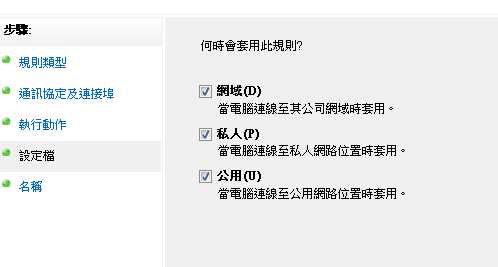 步驟:
規則類型
通訊協定及連接埠
執行動作
設定檔
名稱
何時會套用此規則?
網域(D)
當電腦連線至其公司網域時套用。
私人(P)
當電腦連線至私人網路位置時套用。
公用(U)
當電腦連線至公用網路位置時套用。